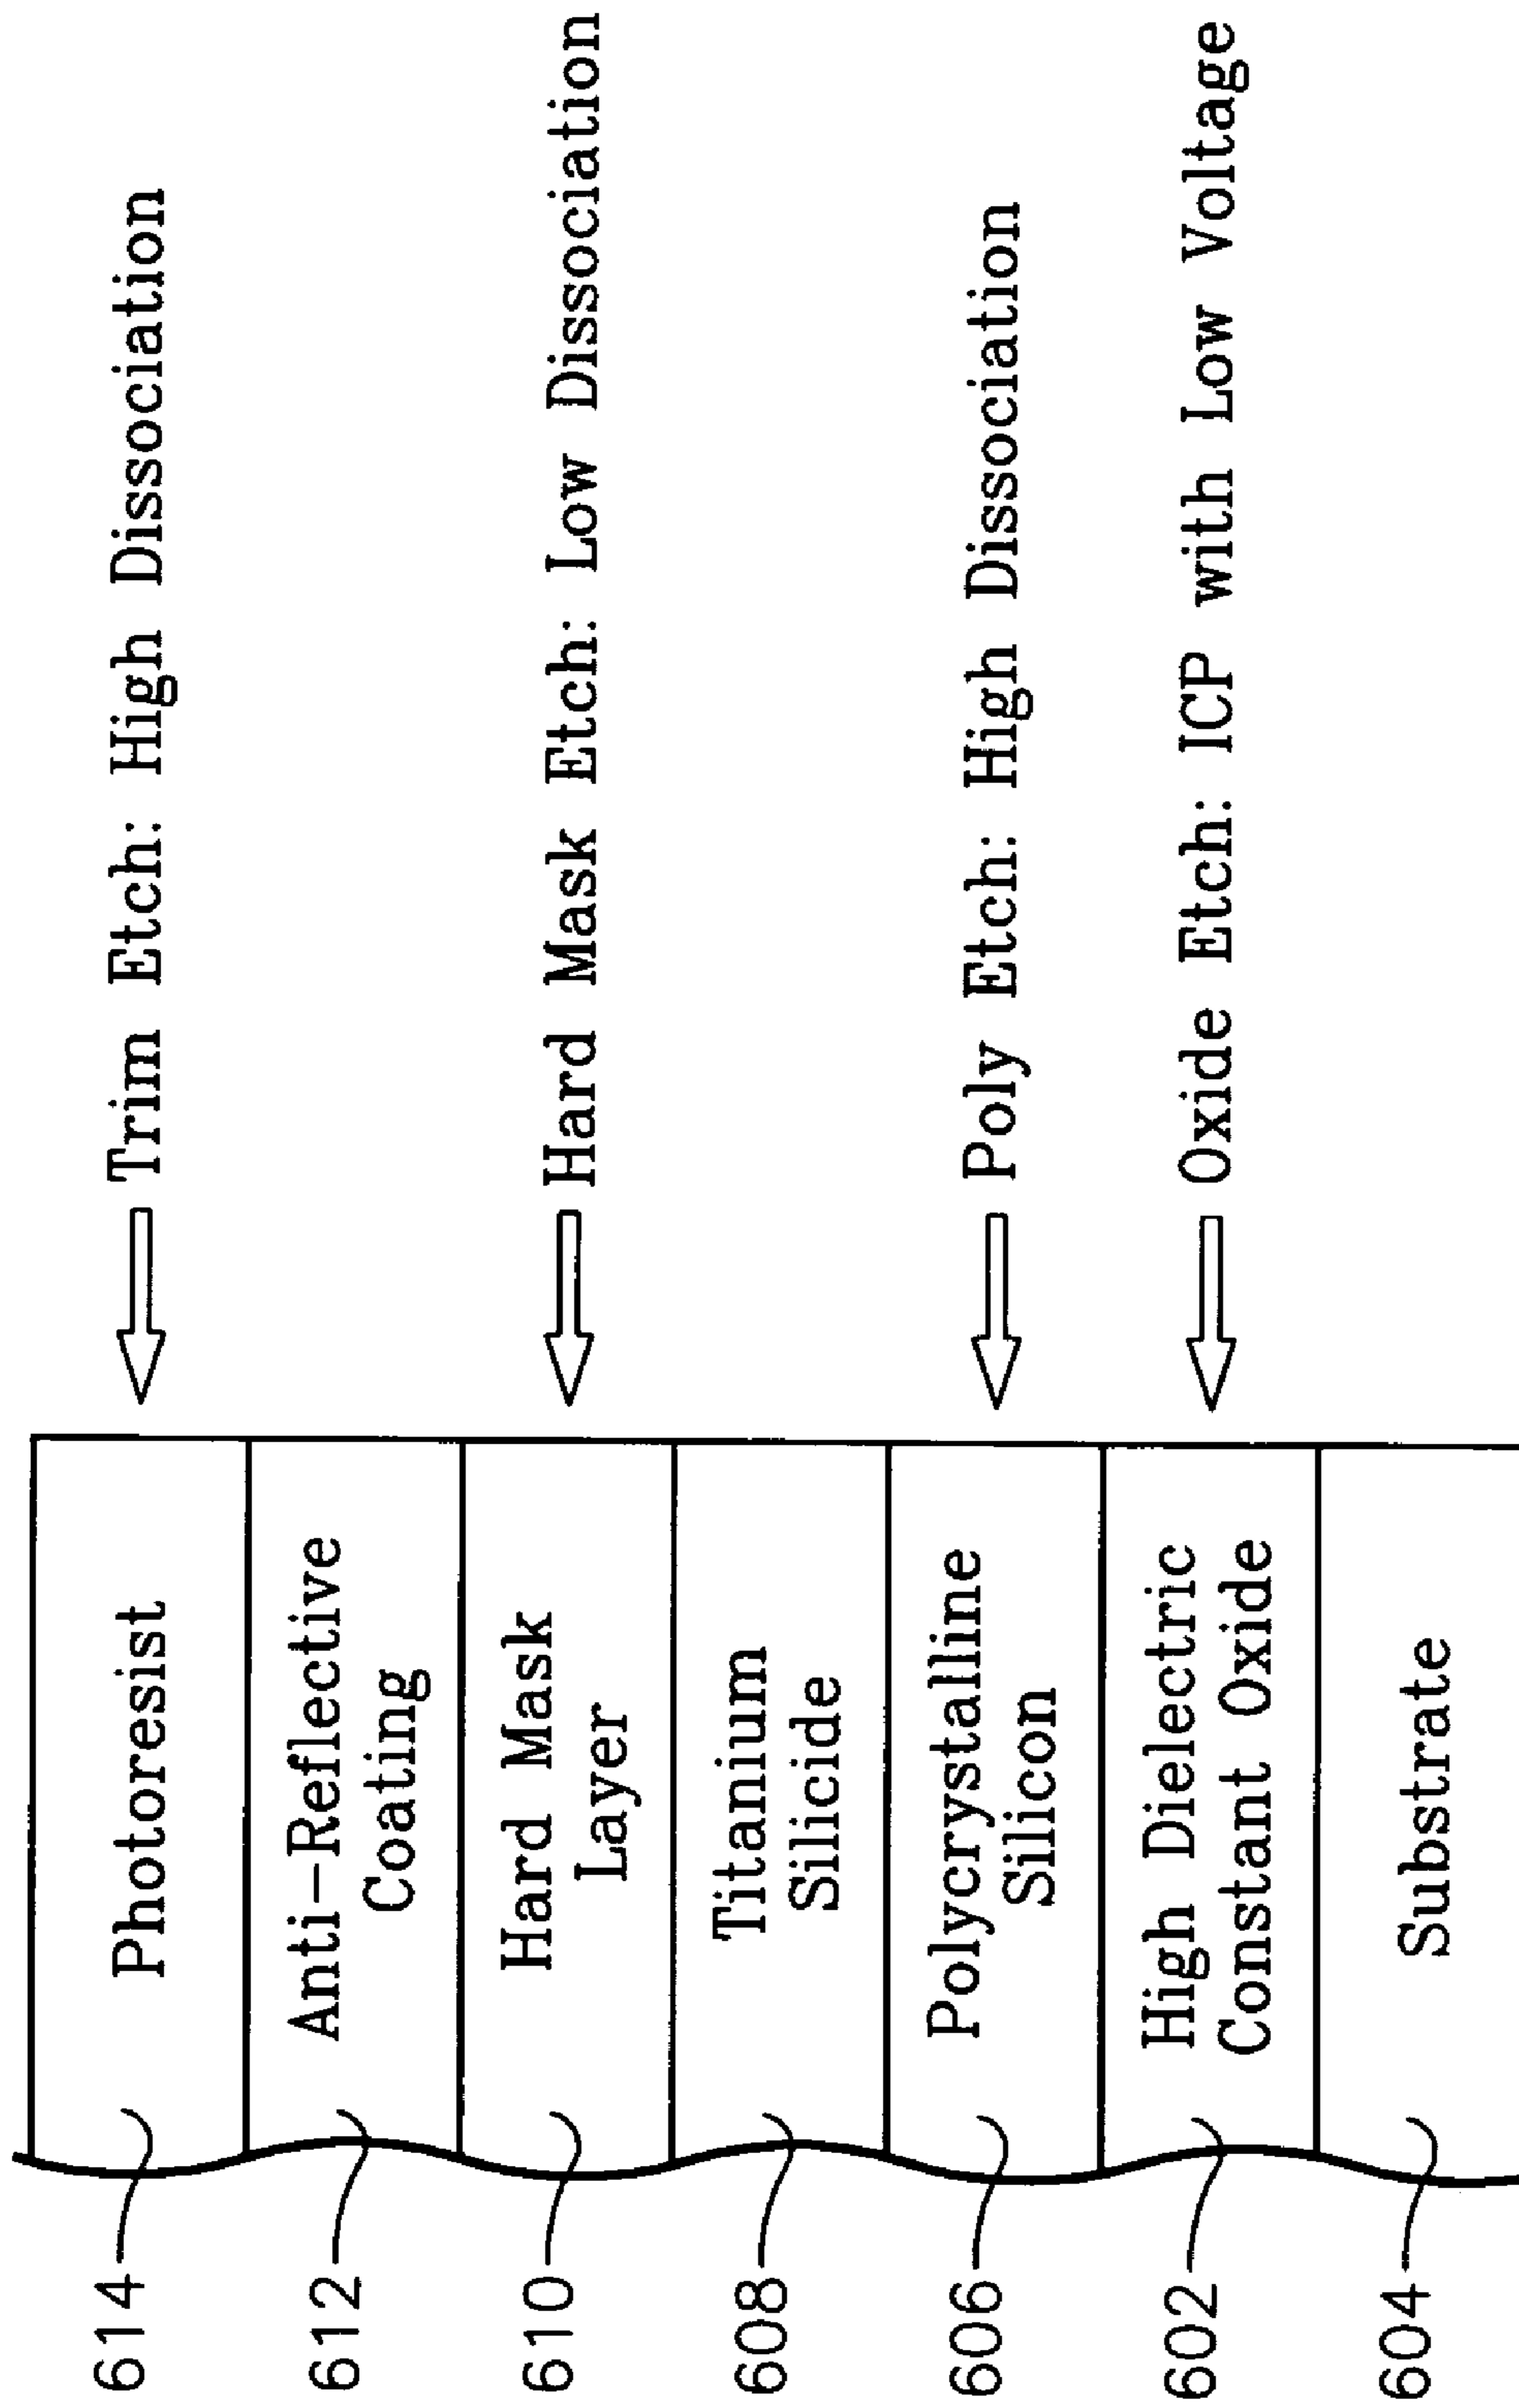 614
Photoresist
Trim Etch: High Dissociation
612
Anti-Reflective
Coating
610
Hard Mask
Layer
Hard Mask Etch: Low Dissociation
608
Titanium
Silicide
606
Polycrystalline
Silicon
Poly Etch: High Dissociation
602
High Dielectric
Constant Oxide
Oxide Etch: ICP with Low Voltage
604
Substrate